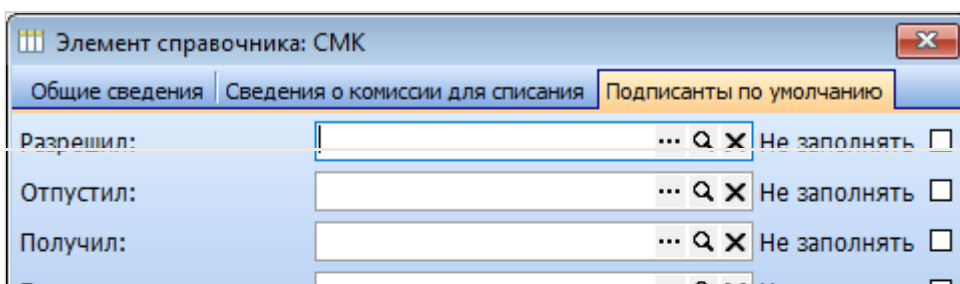 Элемент справочника: СМК
Общие сведения Сведения о комиссии для списания Подписанты по умолчанию
Разрешил: Не заполнять
Отпустил: Не заполнять
Получил: Не заполнять